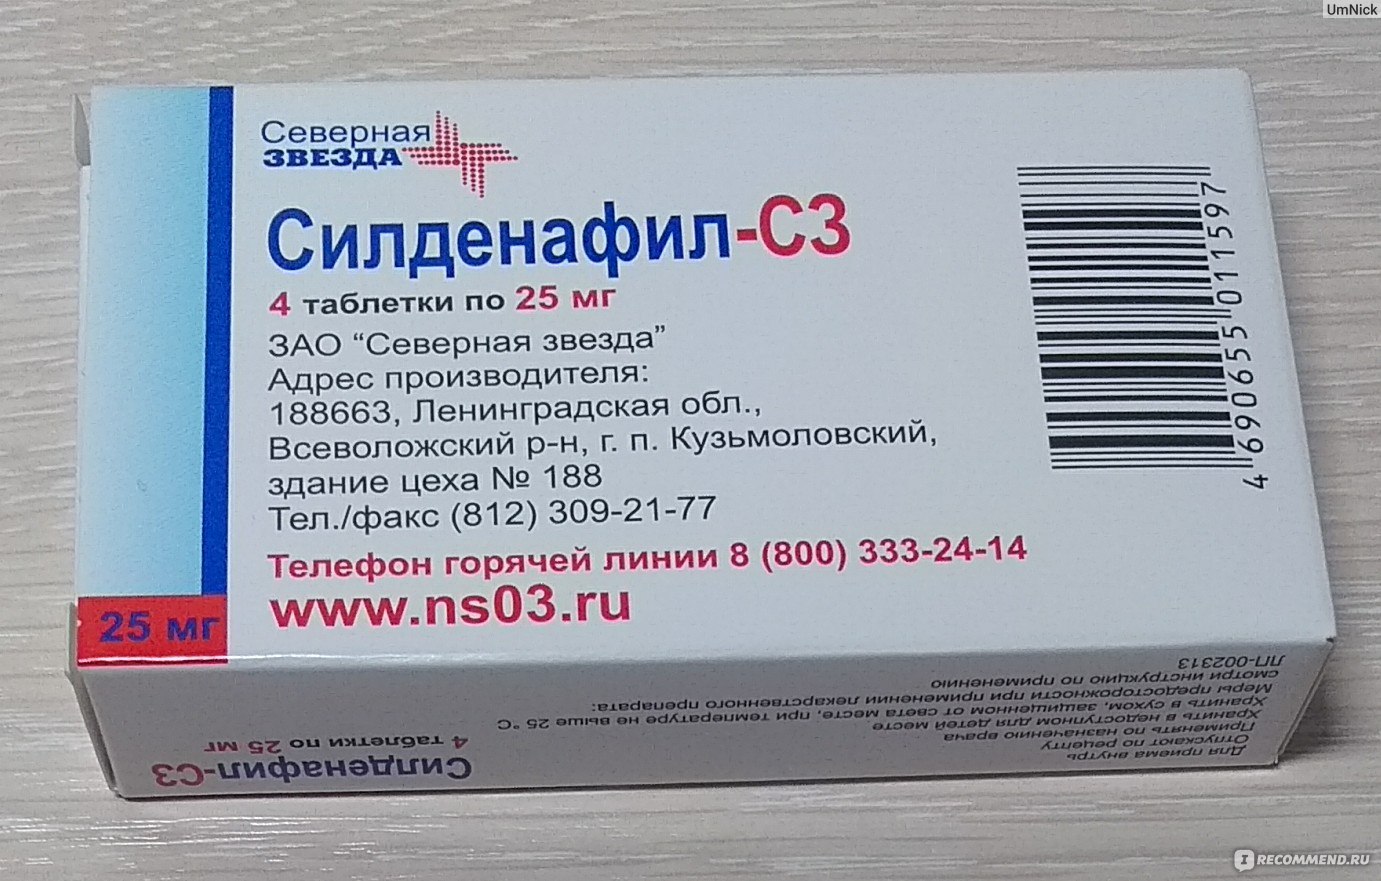 UmNick
Северная
ЗВЕЗДА
Силденафил-СЗ
4 таблетки по 25 мг
ЗАО “Северная звезда”
Адрес производителя:
188663, Ленинградская обл.,
Всеволожский р-н, г. п. Кузьмоловский,
здание цеха № 188
Тел./факс (812) 309-21-77
Телефон горячей линии 8 (800) 333-24-14
www.ns03.ru
25 мг
4 690655 011597
Силденафил-СЗ
4 таблетки по 25 мг
Для приема внутрь
Отпускают по рецепту
Применять по назначению врача
Хранить в недоступном для детей месте
Хранить в сухом, защищенном от света месте, при температуре не выше 25 °С
Меры предосторожности при применении лекарственного препарата:
смотри инструкцию по применению
ЛП-002313
IRECOMMEND.RU